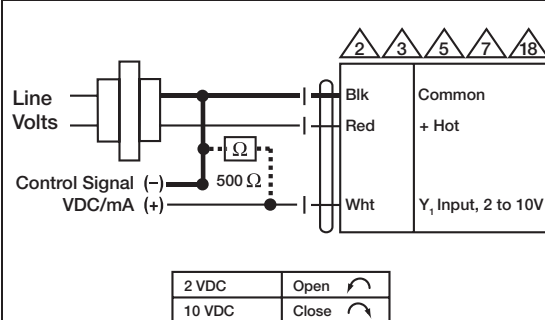 2 3 5 7 18
Line
Volts
Blk Common
Red + Hot
Ω
500 Ω
Control Signal (–)
VDC/mA (+)
Wht Y₁ Input, 2 to 10V
2 VDC Open
10 VDC Close